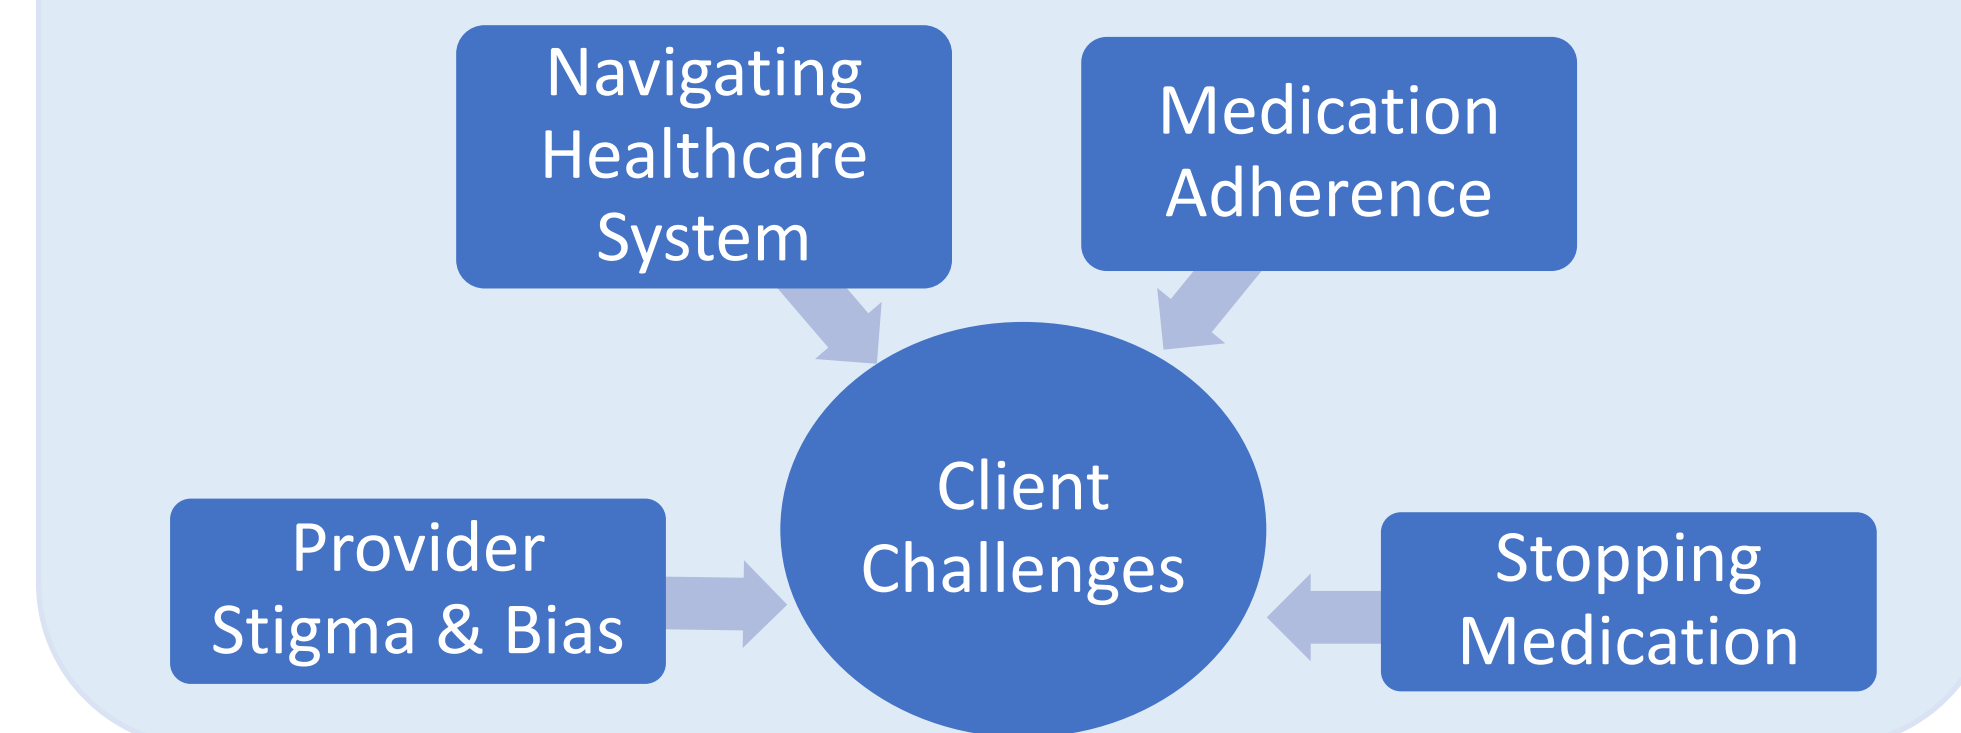 Navigating
Healthcare
System
Medication
Adherence
Provider
Stigma & Bias
Client
Challenges
Stopping
Medication